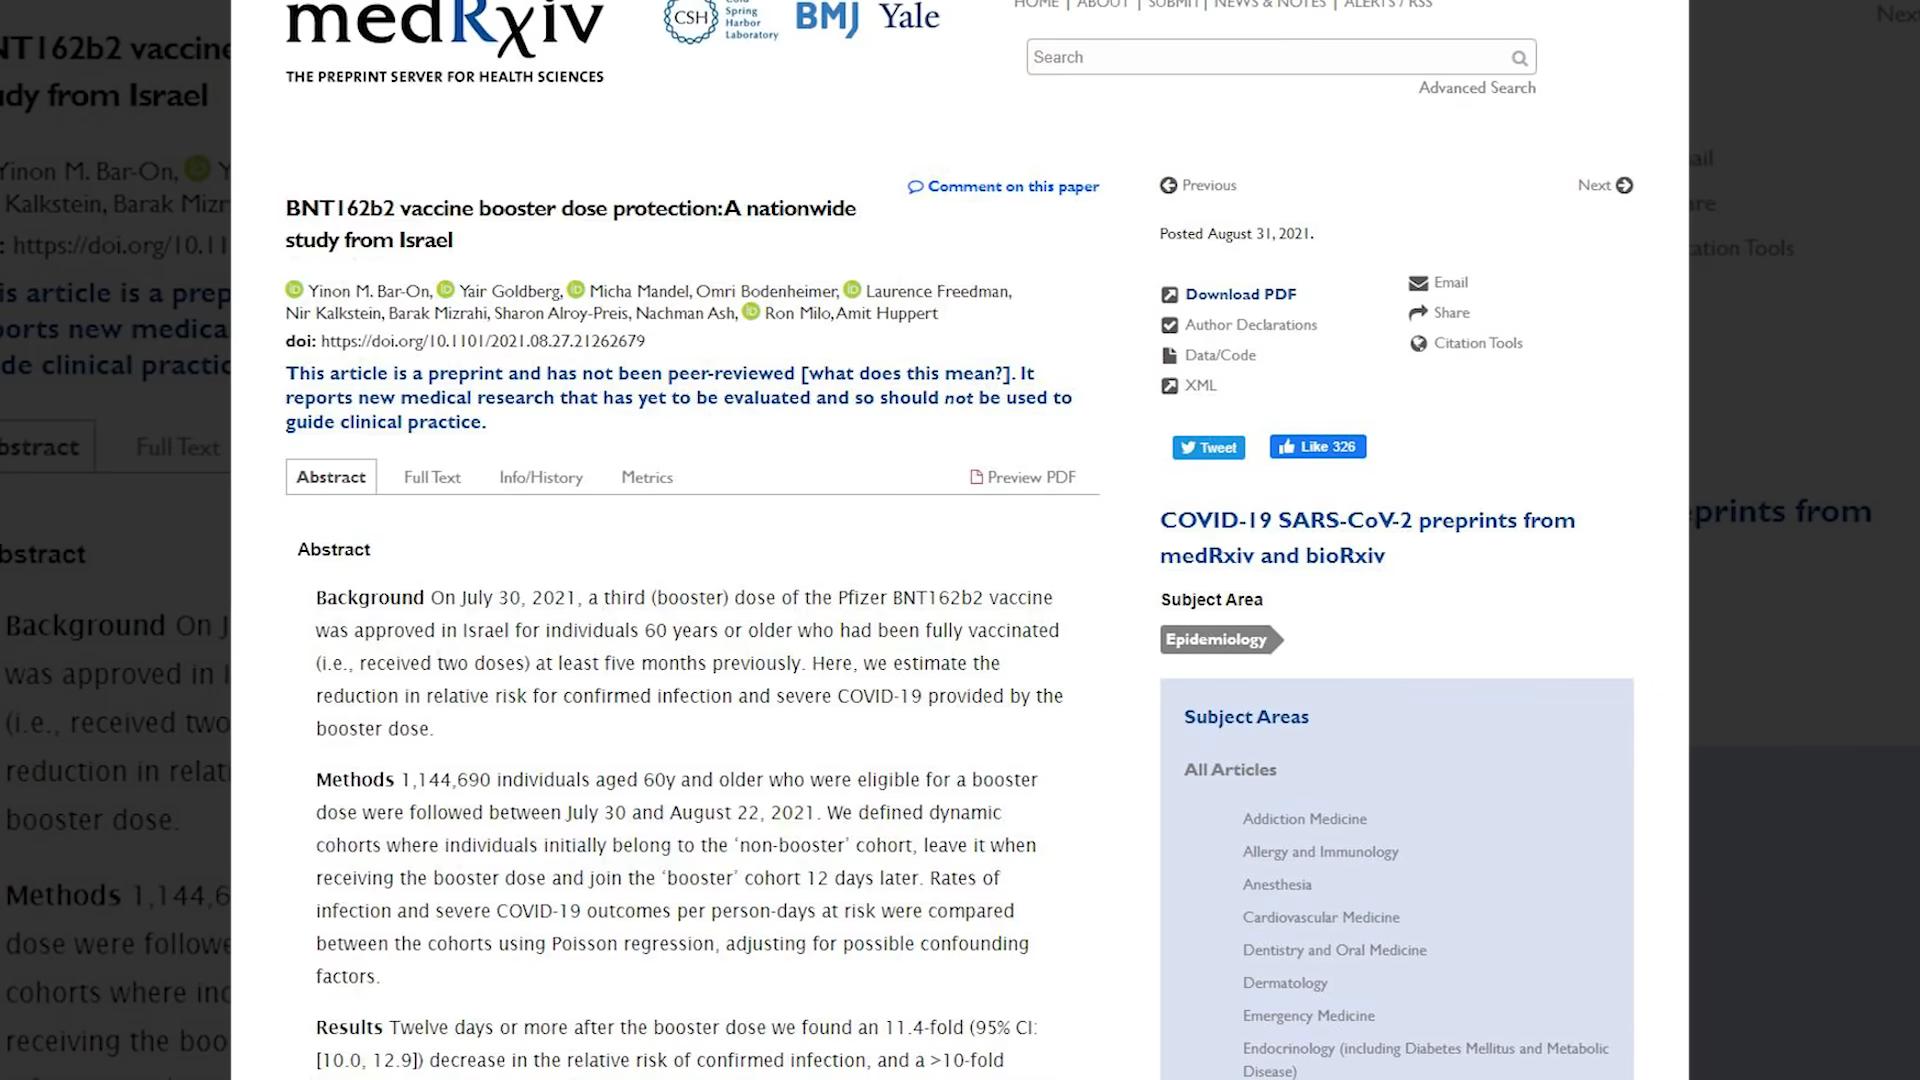 medRχiv
THE PREPRINT SERVER FOR HEALTH SCIENCES
CSH
Spring
Harbor
Laboratory
BMJ
Yale
HOME | ABOUT | SUBMIT | NEWS & NOTES | ALERTS / RSS
Search
Advanced Search
Comment on this paper
BNT162b2 vaccine booster dose protection: A nationwide
study from Israel
iD Yinon M. Bar-On, iD Yair Goldberg, iD Micha Mandel, Omri Bodenheimer, iD Laurence Freedman,
Nir Kalkstein, Barak Mizrahi, Sharon Alroy-Preis, Nachman Ash, iD Ron Milo, Amit Huppert
doi: https://doi.org/10.1101/2021.08.27.21262679
This article is a preprint and has not been peer-reviewed [what does this mean?]. It
reports new medical research that has yet to be evaluated and so should not be used to
guide clinical practice.
Abstract
Full Text
Info/History
Metrics
Preview PDF
Abstract
Background On July 30, 2021, a third (booster) dose of the Pfizer BNT162b2 vaccine
was approved in Israel for individuals 60 years or older who had been fully vaccinated
(i.e., received two doses) at least five months previously. Here, we estimate the
reduction in relative risk for confirmed infection and severe COVID-19 provided by the
booster dose.
Methods 1,144,690 individuals aged 60y and older who were eligible for a booster
dose were followed between July 30 and August 22, 2021. We defined dynamic
cohorts where individuals initially belong to the ‘non-booster’ cohort, leave it when
receiving the booster dose and join the ‘booster’ cohort 12 days later. Rates of
infection and severe COVID-19 outcomes per person-days at risk were compared
between the cohorts using Poisson regression, adjusting for possible confounding
factors.
Results Twelve days or more after the booster dose we found an 11.4-fold (95% CI:
[10.0, 12.9]) decrease in the relative risk of confirmed infection, and a >10-fold
Previous
Next
Posted August 31, 2021.
Download PDF
Author Declarations
Data/Code
XML
Email
Share
Citation Tools
Tweet
Like 326
COVID-19 SARS-CoV-2 preprints from
medRxiv and bioRxiv
Subject Area
Epidemiology
Subject Areas
All Articles
Addiction Medicine
Allergy and Immunology
Anesthesia
Cardiovascular Medicine
Dentistry and Oral Medicine
Dermatology
Emergency Medicine
Endocrinology (including Diabetes Mellitus and Metabolic
Disease)